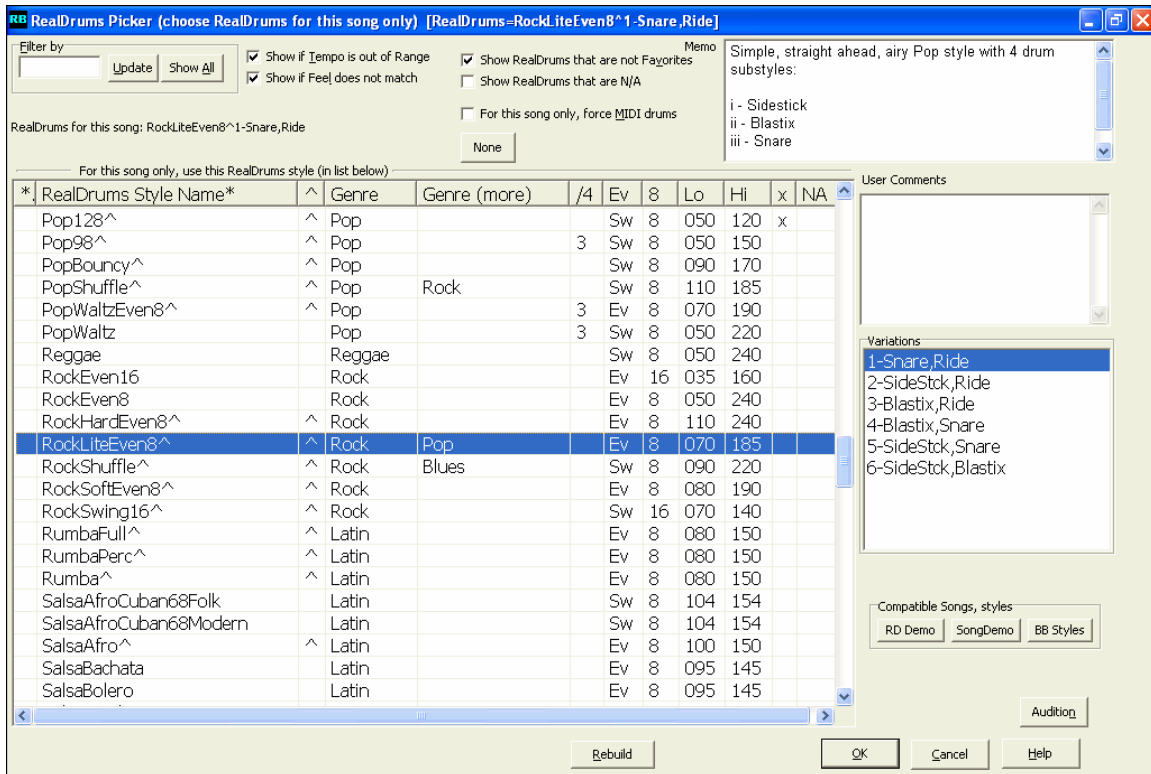 RB RealDrums Picker (choose RealDrums for this song only) [RealDrums=RockLiteEven8^1-Snare,Ride]
Filter by
Update Show All
Show if Tempo is out of Range
Show if Feel does not match
Show RealDrums that are not Favorites
Show RealDrums that are N/A
For this song only, force MIDI drums
None
Memo
Simple, straight ahead, airy Pop style with 4 drum
substyles:
i - Sidestick
ii - Blastix
iii - Snare
RealDrums for this song: RockLiteEven8^1-Snare,Ride
For this song only, use this RealDrums style (in list below)
*. RealDrums Style Name* ^ Genre Genre (more) /4 Ev 8 Lo Hi x NA
Pop128^ ^ Pop Sw 8 050 120 x
Pop98^ ^ Pop 3 Sw 8 050 150
PopBouncy^ ^ Pop Sw 8 090 170
PopShuffle^ ^ Pop Rock Sw 8 110 185
PopWaltzEven8^ ^ Pop 3 Ev 8 070 190
PopWaltz Pop 3 Sw 8 050 220
Reggae Reggae Sw 8 050 240
RockEven16 Rock Ev 16 035 160
RockEven8 Rock Ev 8 050 240
RockHardEven8^ ^ Rock Ev 8 110 240
RockLiteEven8^ ^ Rock Pop Ev 8 070 185
RockShuffle^ ^ Rock Blues Sw 8 090 220
RockSoftEven8^ ^ Rock Ev 8 080 190
RockSwing16^ ^ Rock Sw 16 070 140
RumbaFull^ ^ Latin Ev 8 080 150
RumbaPerc^ ^ Latin Ev 8 080 150
Rumba^ ^ Latin Ev 8 080 150
SalsaAfroCuban68Folk Latin Sw 8 104 154
SalsaAfroCuban68Modern Latin Sw 8 104 154
SalsaAfro^ ^ Latin Ev 8 100 150
SalsaBachata Latin Ev 8 095 145
SalsaBolero Latin Ev 8 095 145
User Comments
Variations
1-Snare,Ride
2-SideStck,Ride
3-Blastix,Ride
4-Blastix,Snare
5-SideStck,Snare
6-SideStck,Blastix
Compatible Songs, styles
RD Demo SongDemo BB Styles
Audition
Rebuild OK Cancel Help